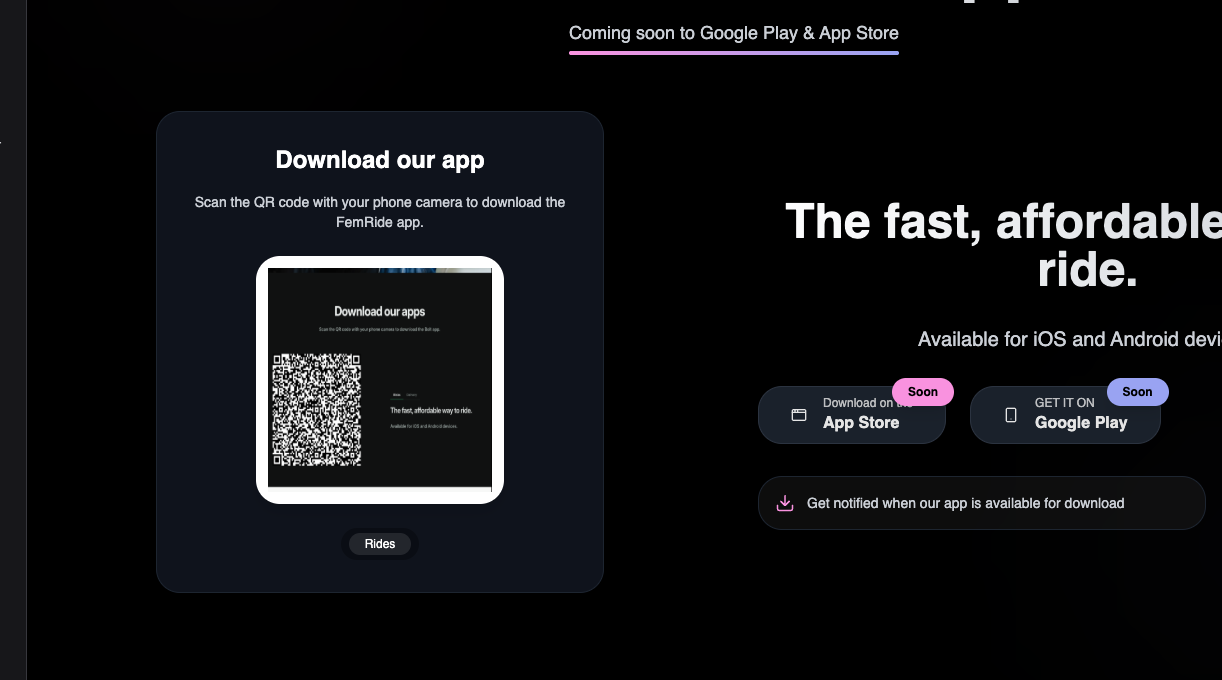 Coming soon to Google Play & App Store
Download our app
Scan the QR code with your phone camera to download the
FemRide app.
Download our apps
Scan the QR code with your phone camera to download the Bolt app.
The fast, affordable way to ride.
Available for iOS and Android devices.
Rides
The fast, affordable
ride.
Available for iOS and Android devi
Soon
Download on the
App Store
Soon
GET IT ON
Google Play
Get notified when our app is available for download